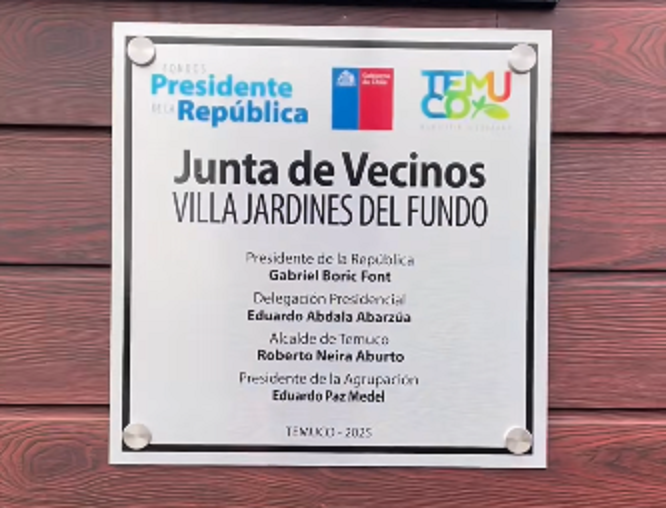 FONDOS
Presidente
DE LA República
Gobierno
de Chile
TEMU
CO
Junta de Vecinos
VILLA JARDINES DEL FUNDO
Presidente de la República
Gabriel Boric Font
Delegación Presidencial
Eduardo Abdala Abarzúa
Alcalde de Temuco
Roberto Neira Aburto
Presidente de la Agrupación
Eduardo Paz Medel
TEMUCO - 2025